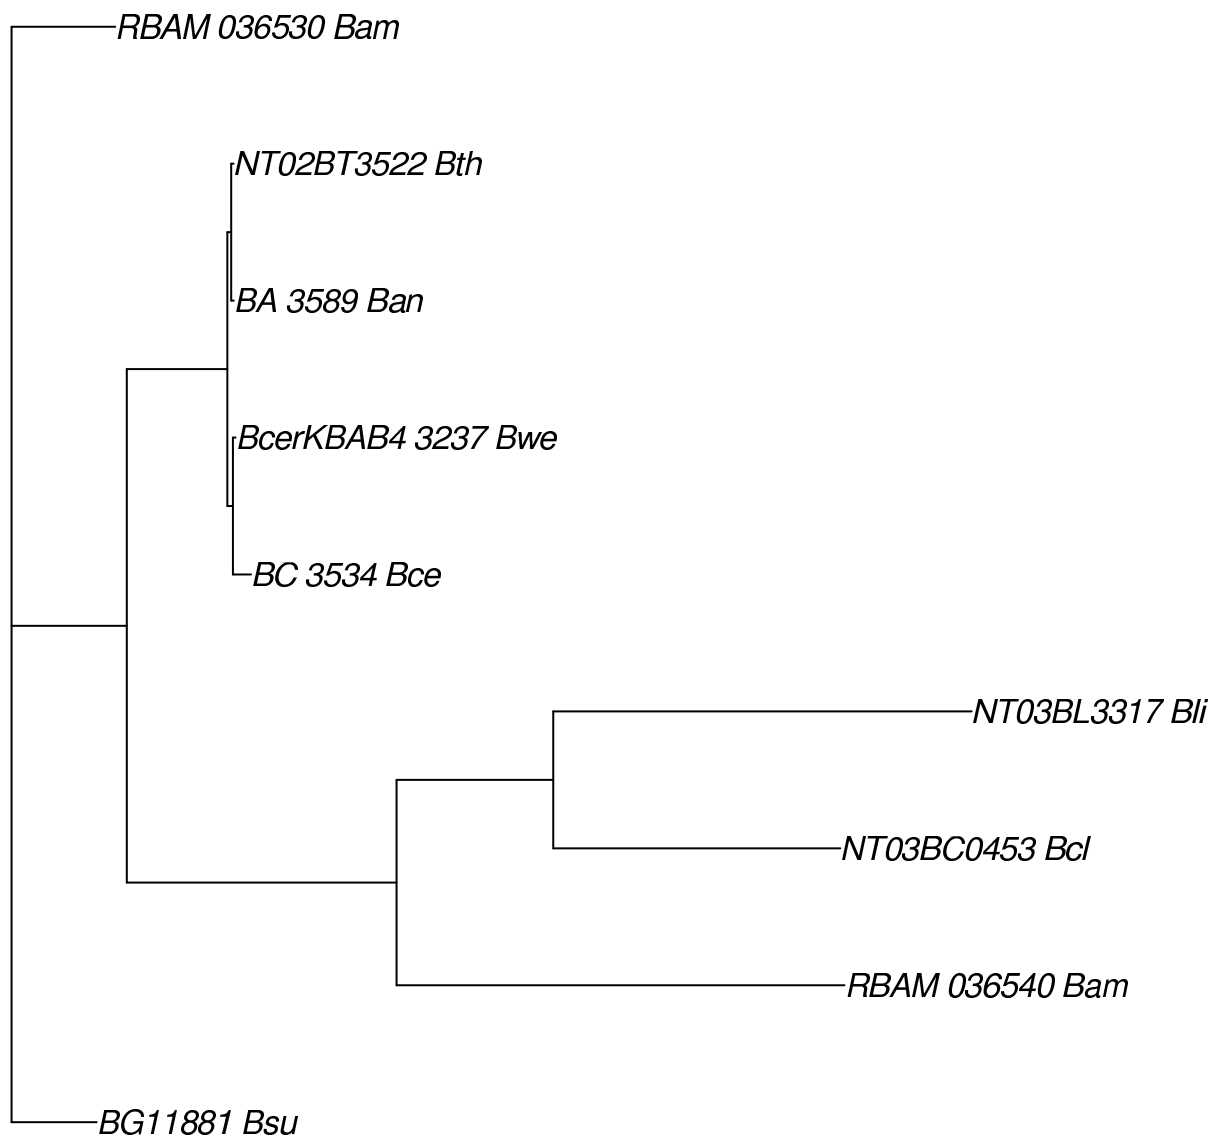 RBAM 036530 Bam
NT02BT3522 Bth
BA 3589 Ban
BcerKBAB4 3237 Bwe
BC 3534 Bce
NT03BL3317 Bli
NT03BC0453 Bcl
RBAM 036540 Bam
BG11881 Bsu